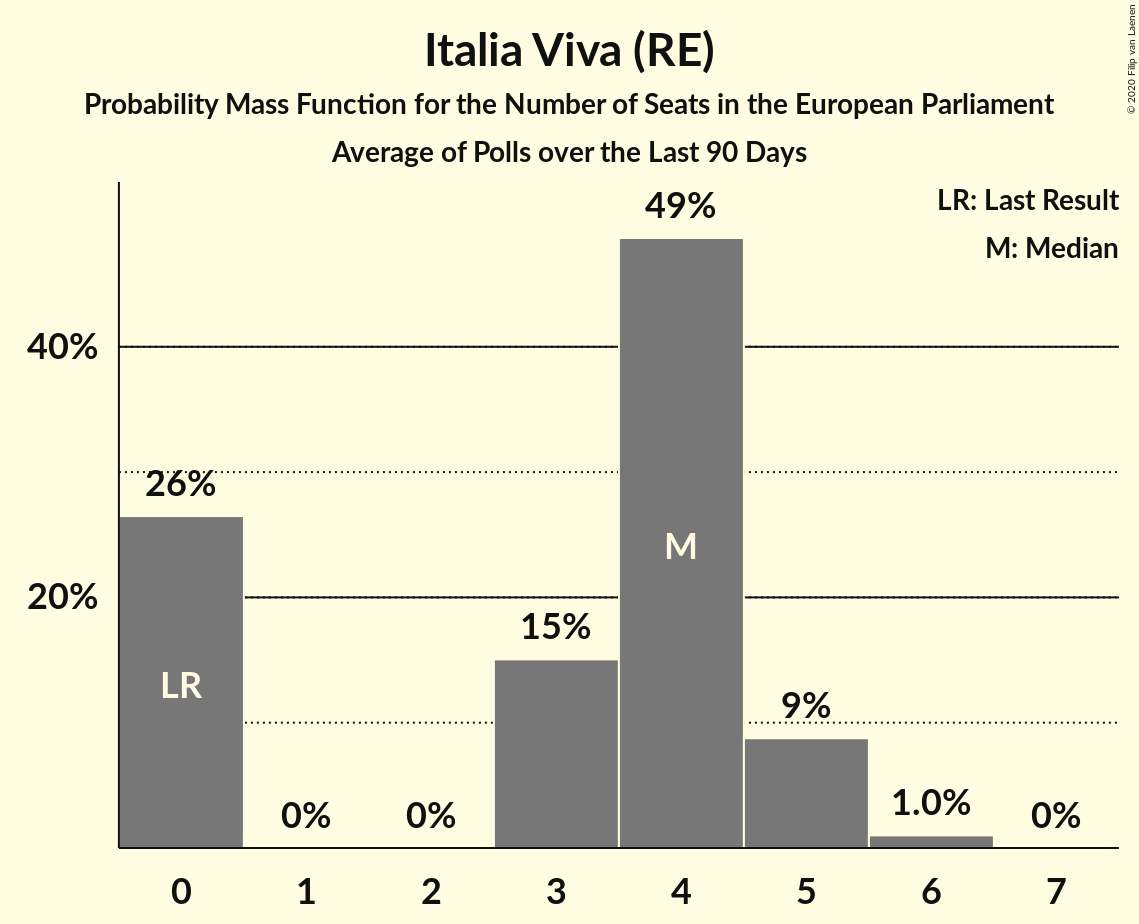 © 2020 Filip van Laenen
Italia Viva (RE)
Probability Mass Function for the Number of Seats in the European Parliament
Average of Polls over the Last 90 Days
LR: Last Result
M: Median
49%
40%
26%
M
20%
15%
LR
9%
0%
0%
1.0%
0%
0 1 2 3 4 5 6 7